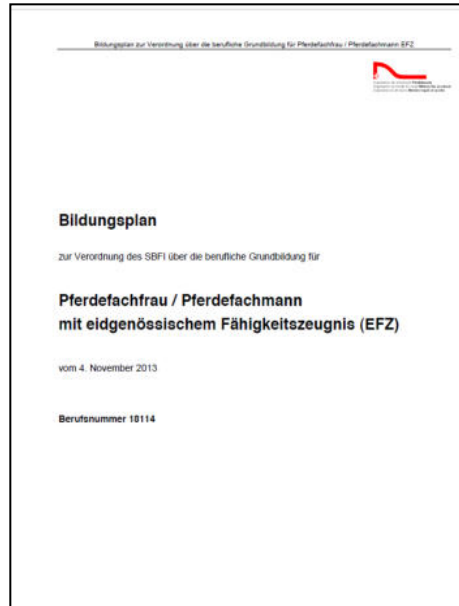 Bildungsplan zur Verordnung über die berufliche Grundbildung für Pferdefachfrau / Pferdefachmann EFZ
Bildungsplan
zur Verordnung des SBFI über die berufliche Grundbildung für
Pferdefachfrau / Pferdefachmann
mit eidgenössischem Fähigkeitszeugnis (EFZ)
vom 4. November 2013
Berufsnummer 18114